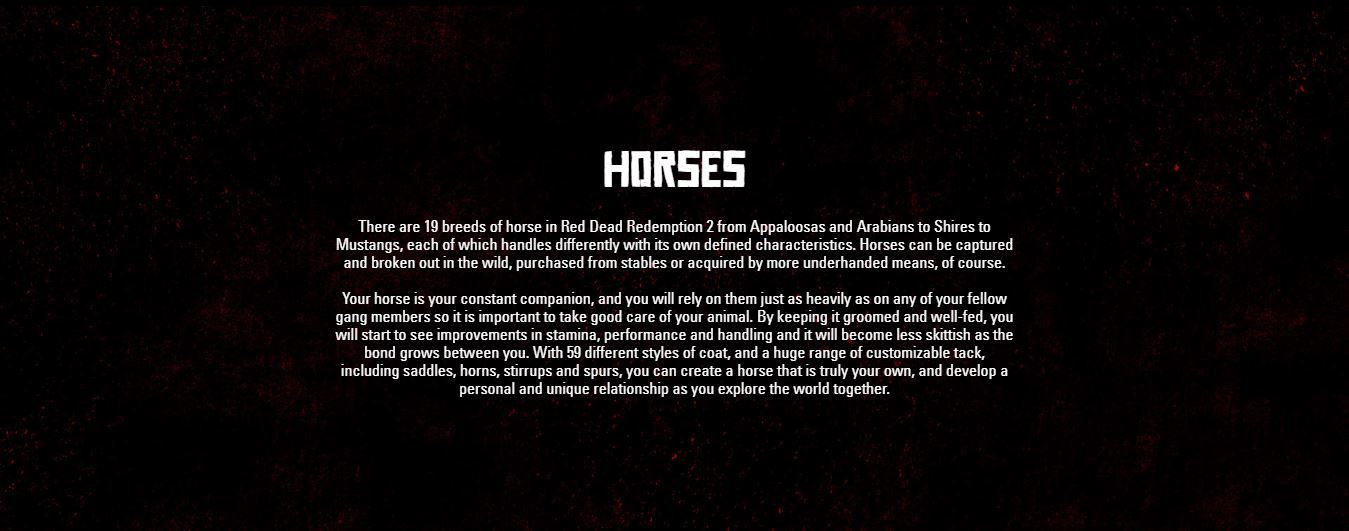 HORSES
There are 19 breeds of horse in Red Dead Redemption 2 from Appaloosas and Arabians to Shires to
Mustangs, each of which handles differently with its own defined characteristics. Horses can be captured
and broken out in the wild, purchased from stables or acquired by more underhanded means, of course.
Your horse is your constant companion, and you will rely on them just as heavily as on any of your fellow
gang members so it is important to take good care of your animal. By keeping it groomed and well-fed, you
will start to see improvements in stamina, performance and handling and it will become less skittish as the
bond grows between you. With 59 different styles of coat, and a huge range of customizable tack,
including saddles, horns, stirrups and spurs, you can create a horse that is truly your own, and develop a
personal and unique relationship as you explore the world together.